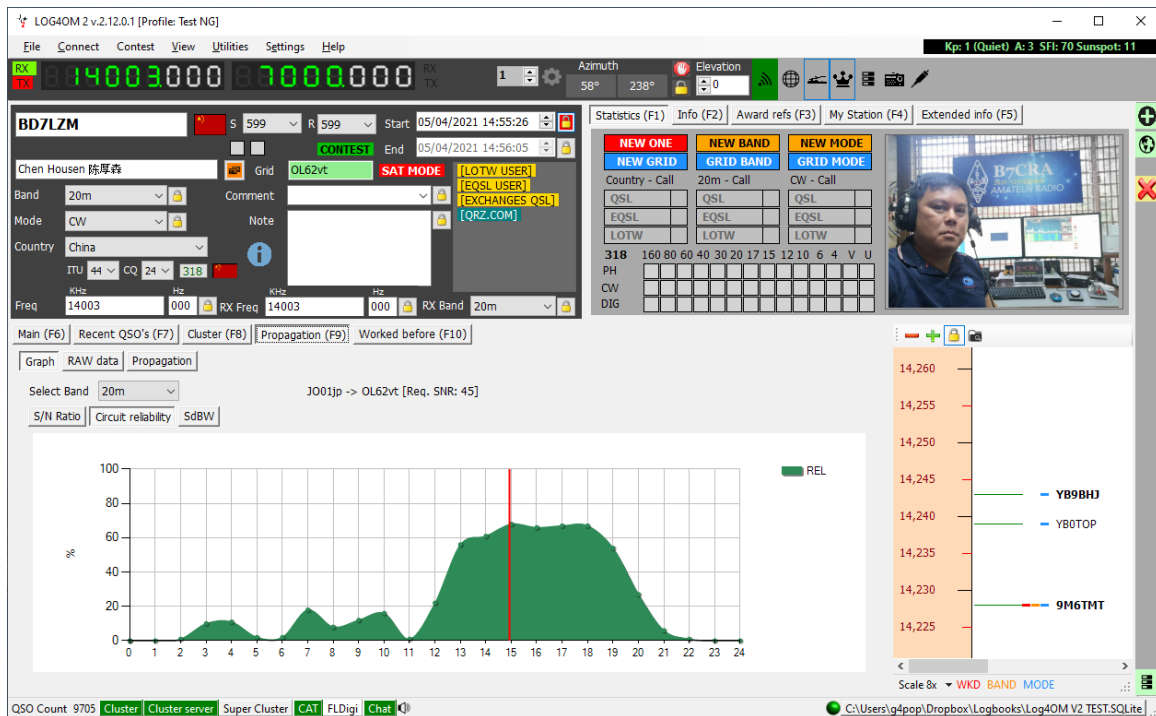 LOG4OM 2 v.2.12.0.1 [Profile: Test NG]
File Connect Contest View Utilities Settings Help
Kp: 1 (Quiet) A: 3 SFI: 70 Sunspot: 11
RX TX 14003.000 7000.000 RX TX 1 Azimuth 58° 238° Elevation 0
BD7LZM S 599 R 599 Start 05/04/2021 14:55:26
CONTEST End 05/04/2021 14:56:05
Chen Housen 陈厚森 Grid OL62vt SAT MODE
[LOTW USER]
[EQSL USER]
[EXCHANGES QSL]
[QRZ.COM]
Band 20m Comment
Mode CW Note
Country China
ITU 44 CQ 24 318
KHz Hz KHz Hz
Freq 14003 000 RX Freq 14003 000 RX Band 20m
Statistics (F1) Info (F2) Award refs (F3) My Station (F4) Extended info (F5)
NEW ONE NEW BAND NEW MODE
NEW GRID GRID BAND GRID MODE
Country - Call 20m - Call CW - Call
QSL QSL QSL
EQSL EQSL EQSL
LOTW LOTW LOTW
318 160 80 60 40 30 20 17 15 12 10 6 4 V U
PH
CW
DIG
B7CRA
AMATEUR RADIO
Main (F6) Recent QSO's (F7) Cluster (F8) Propagation (F9) Worked before (F10)
Graph RAW data Propagation
Select Band 20m JO01jp -> OL62vt [Req. SNR: 45]
S/N Ratio Circuit reliability SdBW
REL
100
80
60
%
40
20
0
0 1 2 3 4 5 6 7 8 9 10 11 12 13 14 15 16 17 18 19 20 21 22 23 24
14,260
14,255
14,250
14,245
YB9BHJ
14,240
YB0TOP
14,235
14,230
9M6TMT
14,225
Scale 8x WKD BAND MODE
QSO Count 9705 Cluster Cluster server Super Cluster CAT FLDigi Chat
C:\Users\g4pop\Dropbox\Logbooks\Log4OM V2 TEST.SQLite